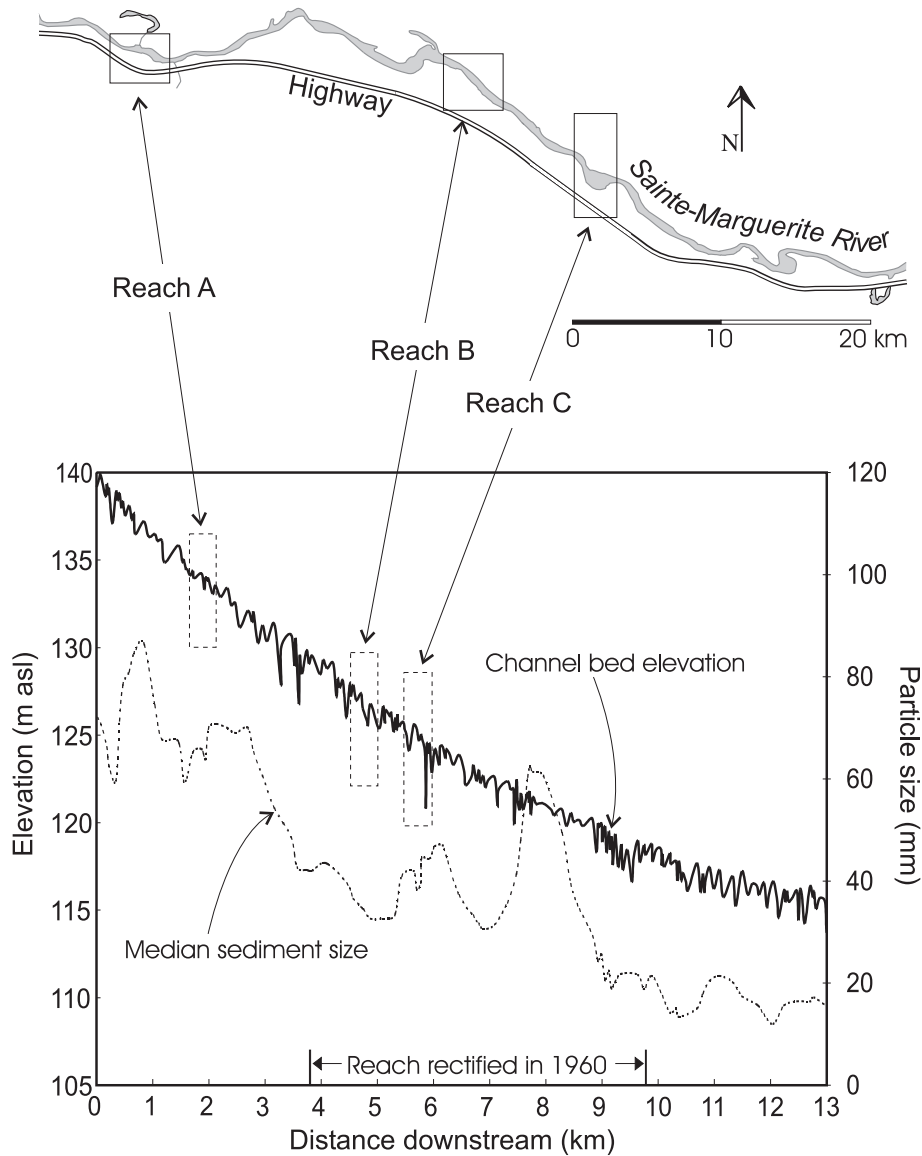 Highway
N
Sainte-Marguerite River
Reach A
0 10 20 km
Reach B
Reach C
140
135
130
125
120
115
110
105
Elevation (m asl)
120
100
80
60
40
20
0
Particle size (mm)
Channel bed elevation
Median sediment size
Reach rectified in 1960
0 1 2 3 4 5 6 7 8 9 10 11 12 13
Distance downstream (km)